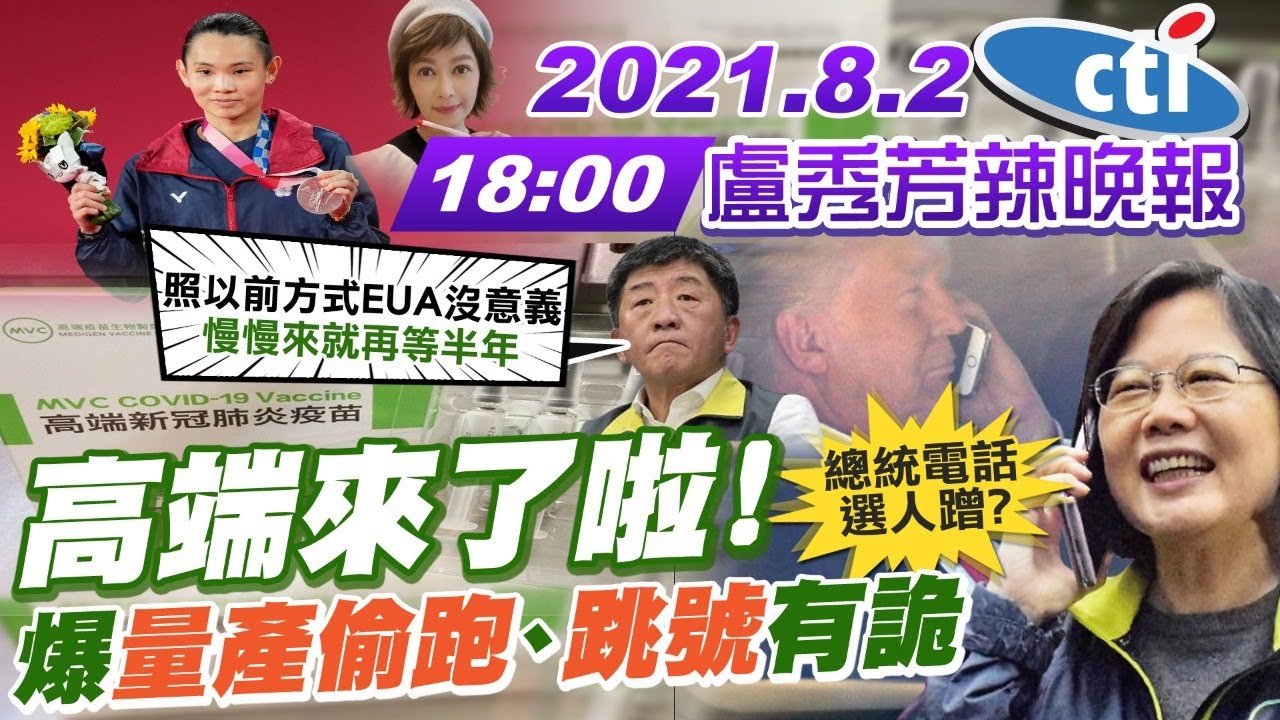 2021.8.2
cti
18:00
盧秀芳辣晚報
照以前方式EUA沒意義
慢慢來就再等半年
MVC 高端疫苗生物製
MEDIGEN VACCINE
MVC COVID-19 Vaccine
高端新冠肺炎疫苗
總統電話
選人蹭?
高端來了啦!
爆量產偷跑、跳號有詭